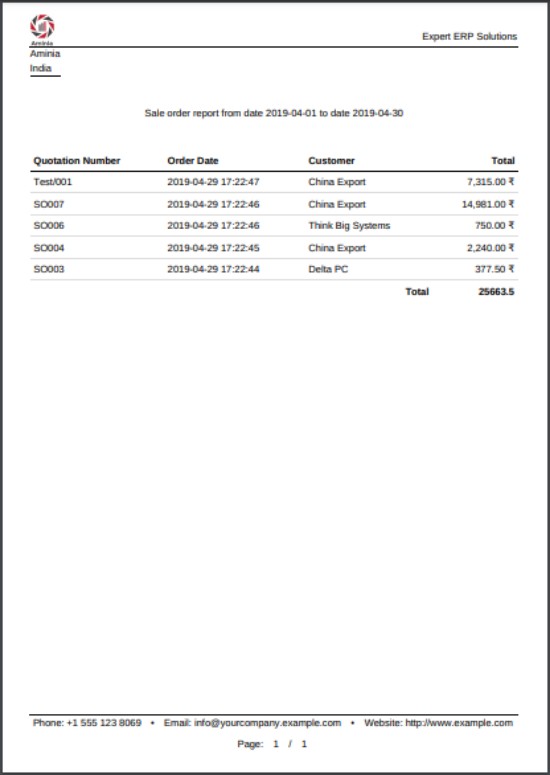 Aminia
Expert ERP Solutions
Aminia
India
Sale order report from date 2019-04-01 to date 2019-04-30
Quotation Number Order Date Customer Total
Test/001 2019-04-29 17:22:47 China Export 7,315.00 ₹
SO007 2019-04-29 17:22:46 China Export 14,981.00 ₹
SO006 2019-04-29 17:22:46 Think Big Systems 750.00 ₹
SO004 2019-04-29 17:22:45 China Export 2,240.00 ₹
SO003 2019-04-29 17:22:44 Delta PC 377.50 ₹
Total 25663.5
Phone: +1 555 123 8069 • Email: info@yourcompany.example.com • Website: http://www.example.com
Page: 1 / 1